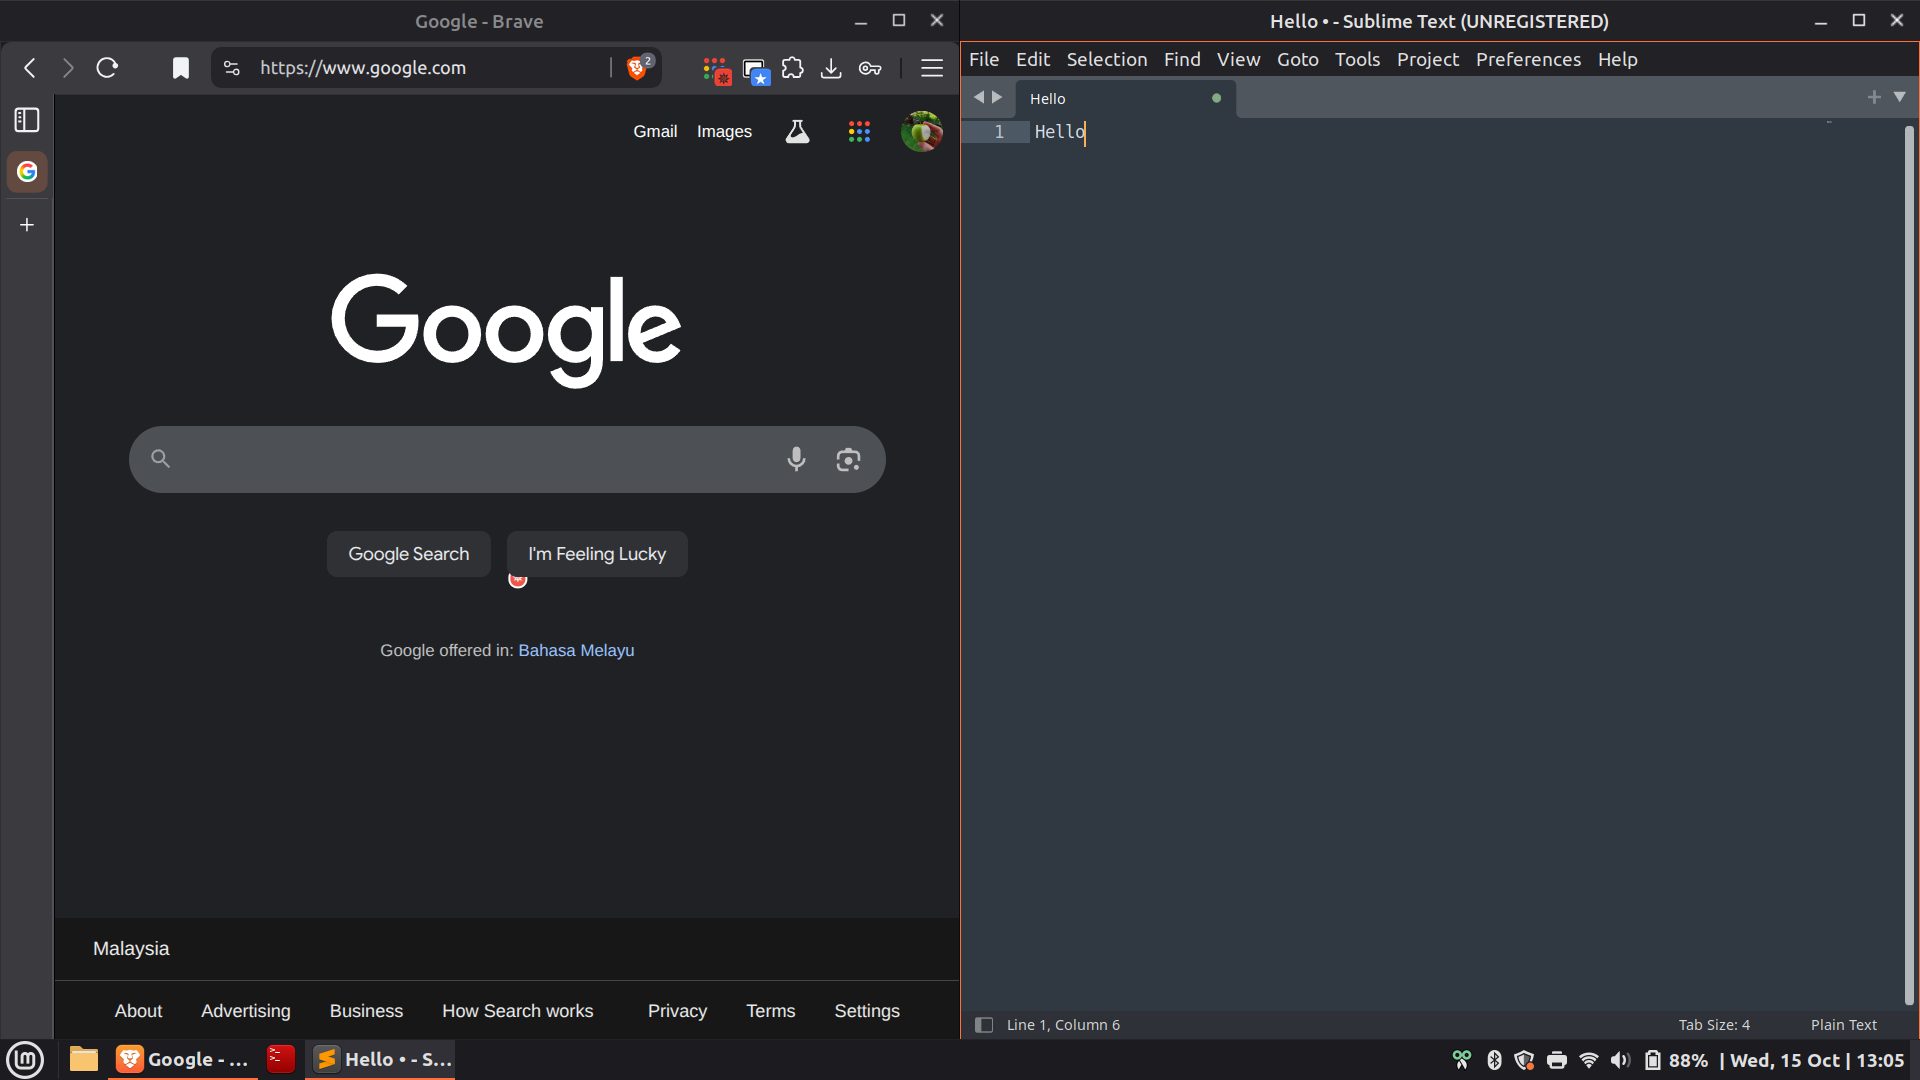 Google - Brave
https://www.google.com
2
Gmail
Images
Google
Google Search
I'm Feeling Lucky
Google offered in: Bahasa Melayu
Malaysia
About
Advertising
Business
How Search works
Privacy
Terms
Settings
Hello • - Sublime Text (UNREGISTERED)
File Edit Selection Find View Goto Tools Project Preferences Help
Hello
1 Hello
Line 1, Column 6
Tab Size: 4
Plain Text
Google - ...
Hello • - S...
88% | Wed, 15 Oct | 13:05